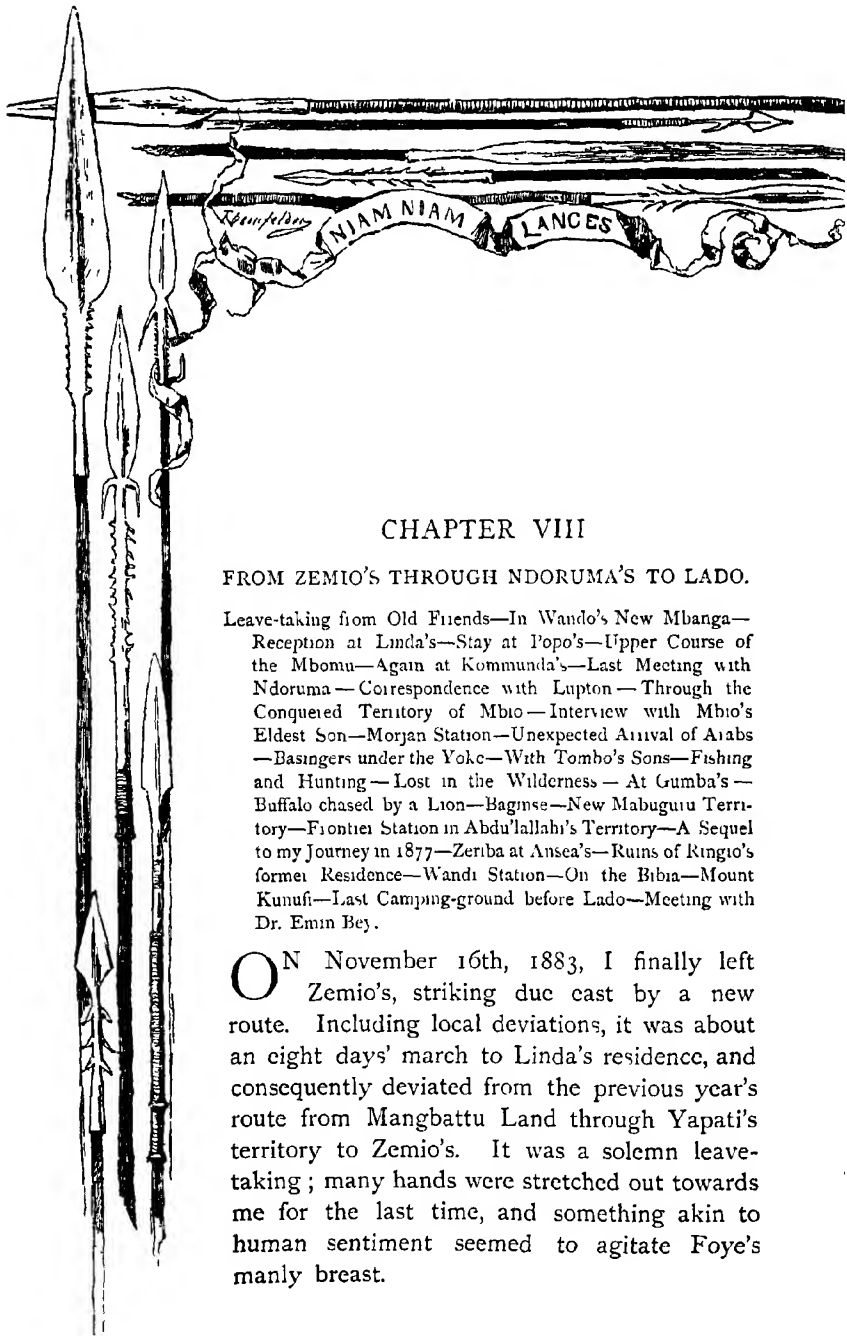 NIAM NIAM LANCES
CHAPTER VIII
FROM ZEMIO'S THROUGH NDORUMA'S TO LADO.
Leave-taking from Old Friends—In Wando's New Mbanga—
Reception at Linda's—Stay at Popo's—Upper Course of
the Mbomu—Again at Kommunda's—Last Meeting with
Ndoruma—Correspondence with Lupton—Through the
Conquered Territory of Mbio—Interview with Mbio's
Eldest Son—Morjan Station—Unexpected Arrival of Arabs
—Basingers under the Yoke—With Tombo's Sons—Fishing
and Hunting—Lost in the Wilderness—At Gumba's—
Buffalo chased by a Lion—Baginse—New Mabuguru Terri-
tory—Frontier Station in Abdu'lallahi's Territory—A Sequel
to my Journey in 1877—Zeriba at Ansea's—Ruins of Ringio's
former Residence—Wandi Station—On the Bibia—Mount
Kunufi—Last Camping-ground before Lado—Meeting with
Dr. Emin Bey.
ON November 16th, 1883, I finally left
Zemio's, striking due east by a new
route. Including local deviations, it was about
an eight days' march to Linda's residence, and
consequently deviated from the previous year's
route from Mangbattu Land through Yapati's
territory to Zemio's. It was a solemn leave-
taking; many hands were stretched out towards
me for the last time, and something akin to
human sentiment seemed to agitate Foye's
manly breast.